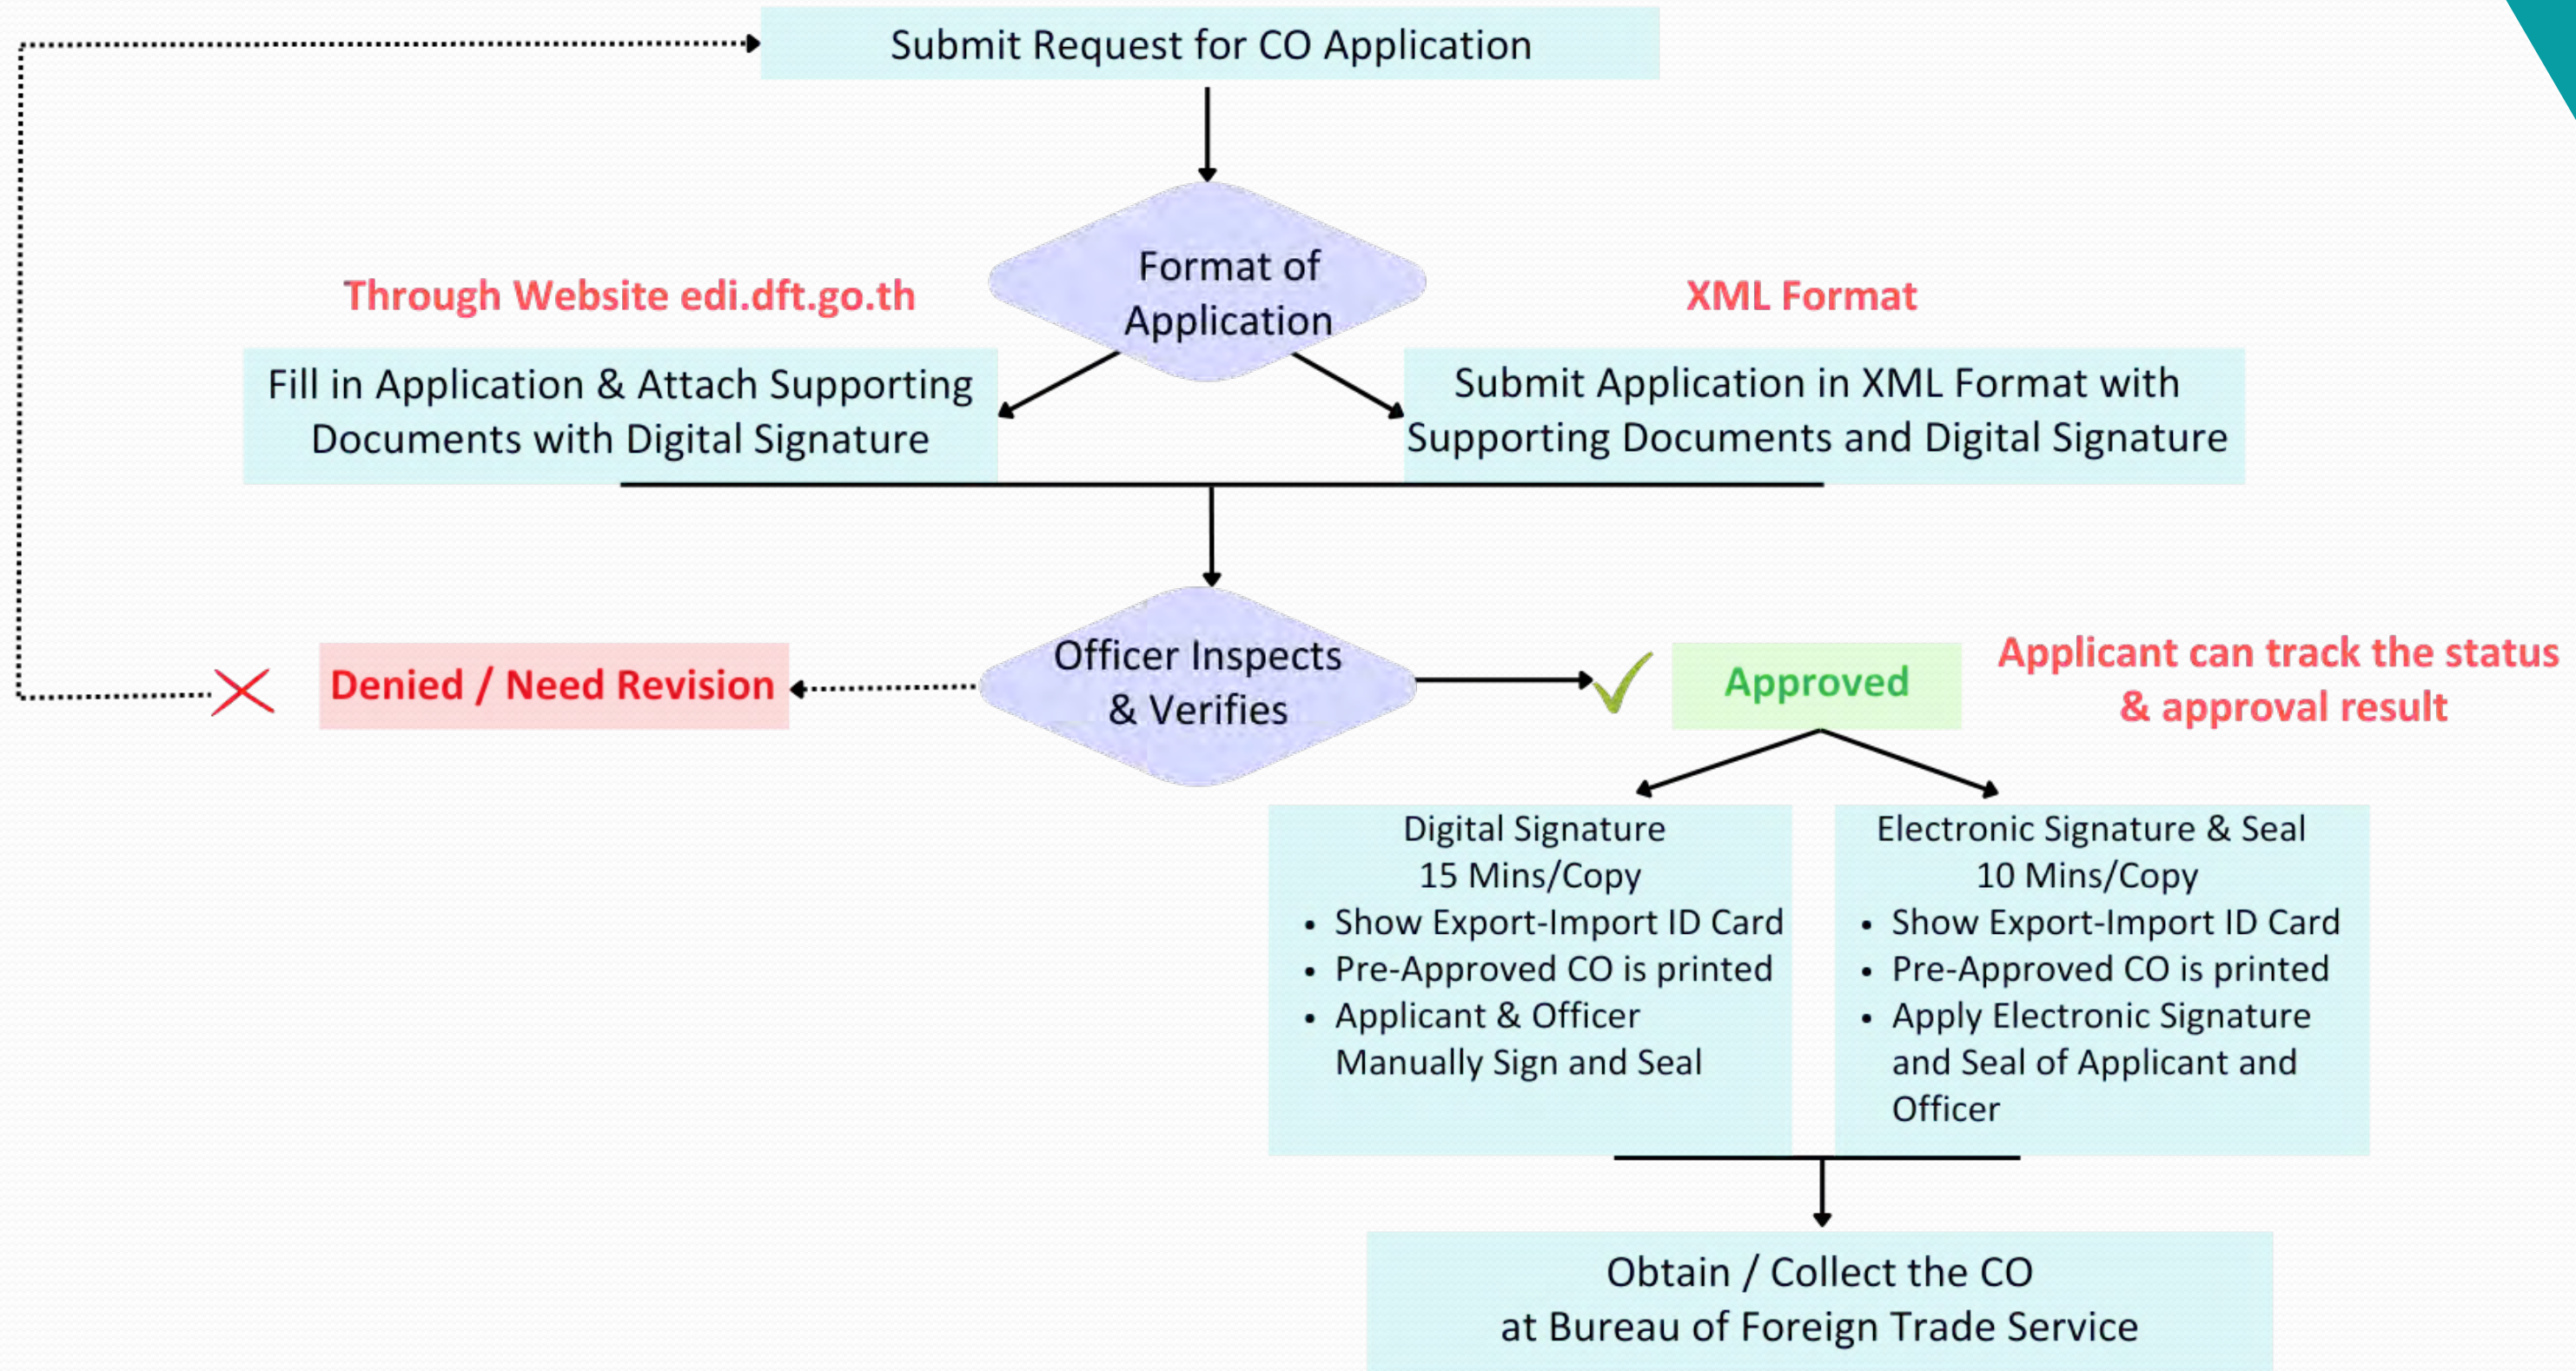 Submit Request for CO Application
Format of
Application
Through Website edi.dft.go.th
XML Format
Fill in Application & Attach Supporting
Documents with Digital Signature
Submit Application in XML Format with
Supporting Documents and Digital Signature
Officer Inspects
& Verifies
Denied / Need Revision
Approved
Applicant can track the status
& approval result
Digital Signature
15 Mins/Copy
• Show Export-Import ID Card
• Pre-Approved CO is printed
• Applicant & Officer
Manually Sign and Seal
Electronic Signature & Seal
10 Mins/Copy
• Show Export-Import ID Card
• Pre-Approved CO is printed
• Apply Electronic Signature
and Seal of Applicant and
Officer
Obtain / Collect the CO
at Bureau of Foreign Trade Service